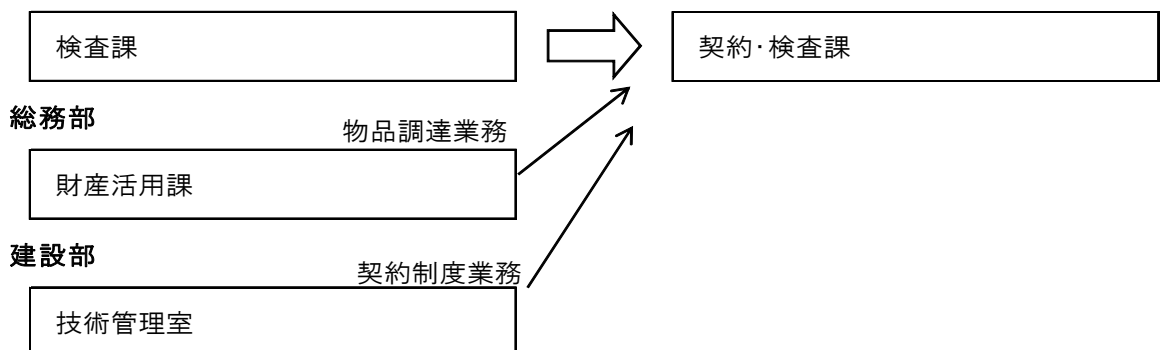 検査課
契約･検査課
総務部
物品調達業務
財産活用課
建設部
契約制度業務
技術管理室